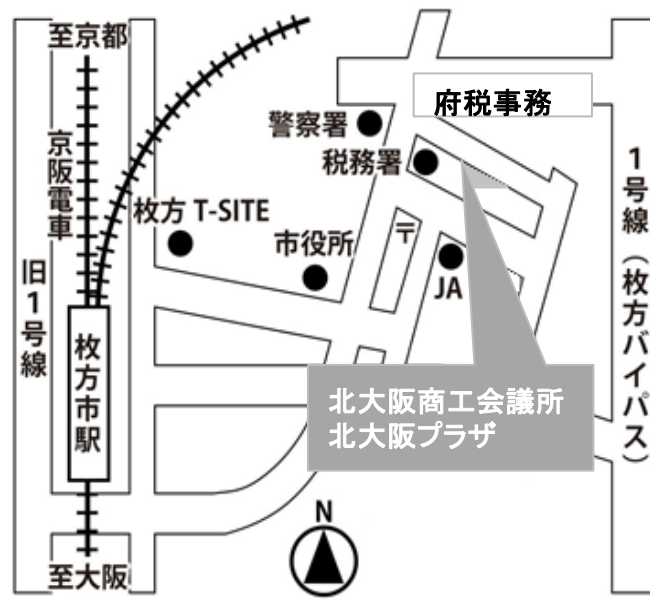 至京都
京阪電車
旧1号線
枚方 T-SITE
警察署
税務署
府税事務
市役所
〒
JA
1号線（枚方バイパス）
枚方市駅
北大阪商工会議所
北大阪プラザ
N
至大阪